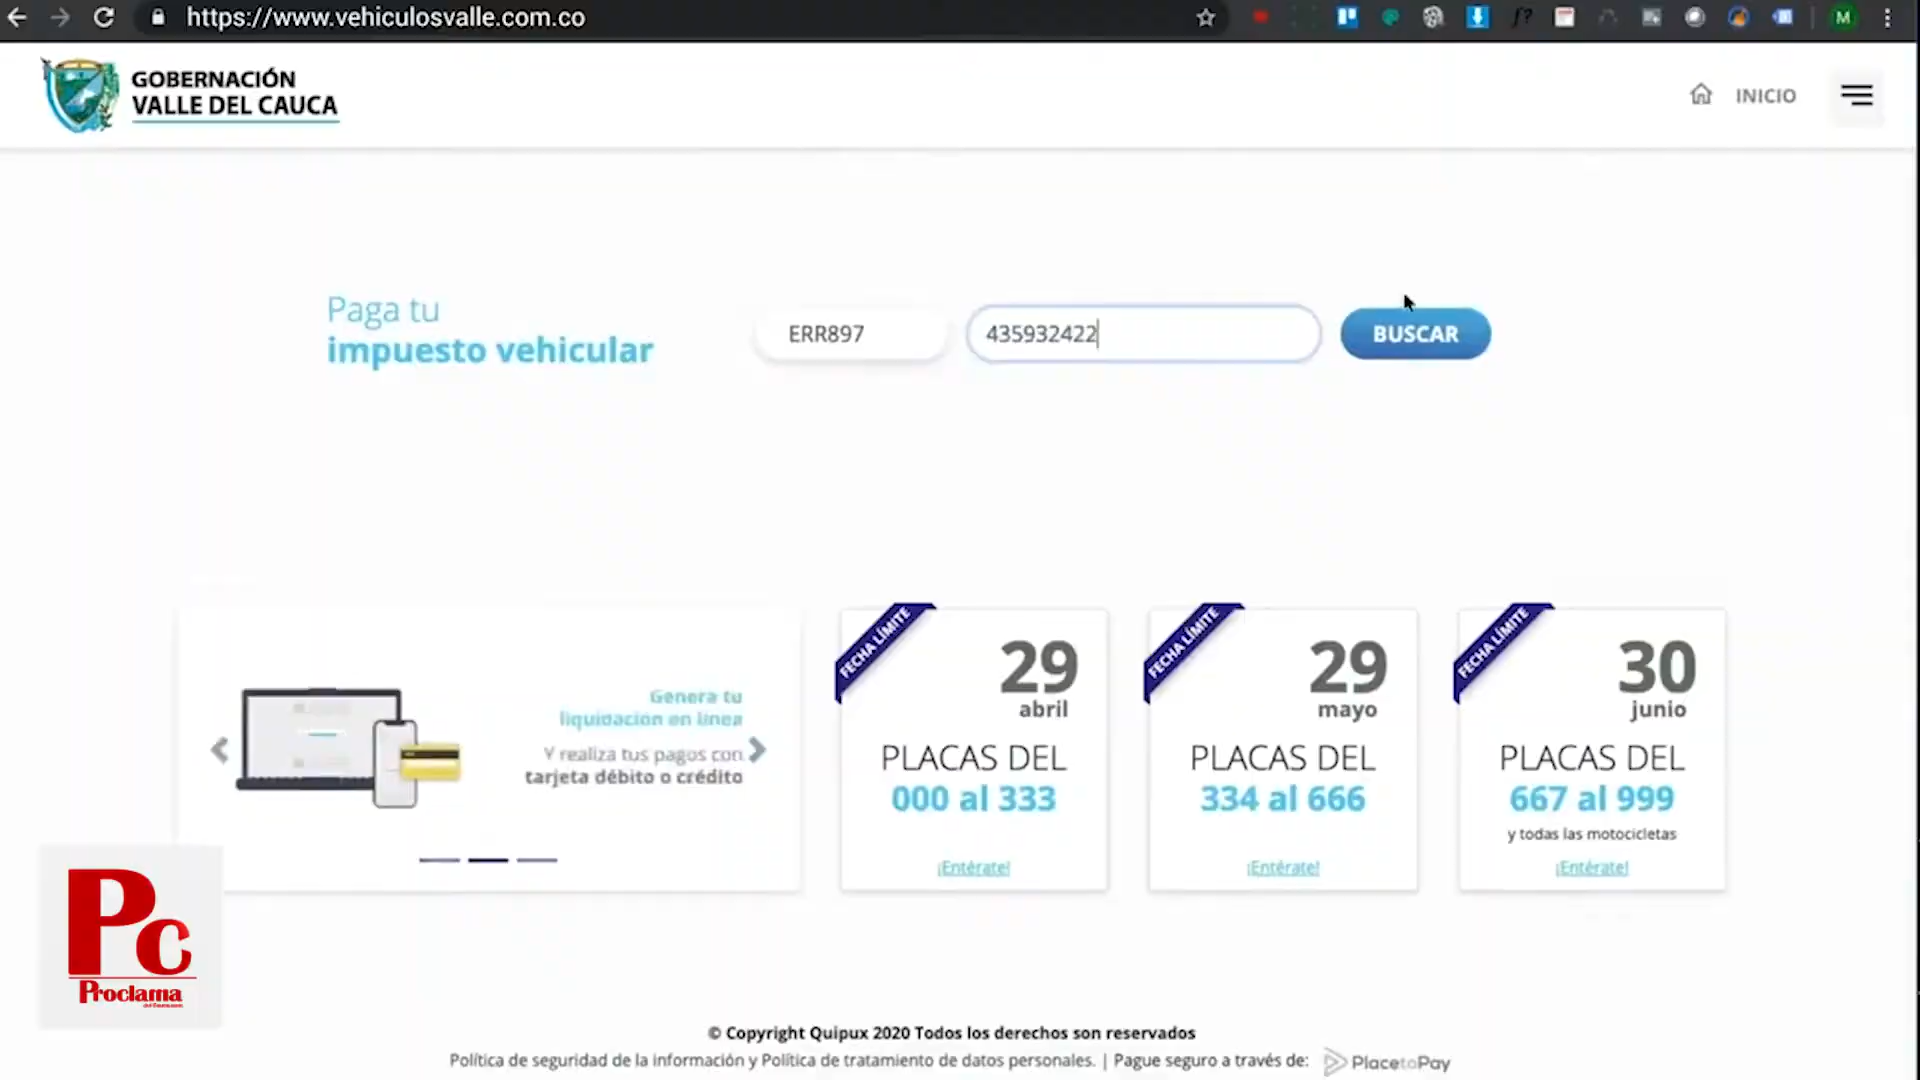 https://www.vehiculosvalle.com.co
M
GOBERNACIÓN
VALLE DEL CAUCA
INICIO
Paga tu
impuesto vehicular
ERR897
435932422
BUSCAR
Genera tu
liquidación en línea
Y realiza tus pagos con
tarjeta débito o crédito
FECHA LÍMITE
29
abril
PLACAS DEL
000 al 333
¡Entérate!
FECHA LÍMITE
29
mayo
PLACAS DEL
334 al 666
¡Entérate!
FECHA LÍMITE
30
junio
PLACAS DEL
667 al 999
y todas las motocicletas
¡Entérate!
Pc
Proclama
© Copyright Quipux 2020 Todos los derechos son reservados
Política de seguridad de la información y Política de tratamiento de datos personales. | Pague seguro a través de: PlacetoPay